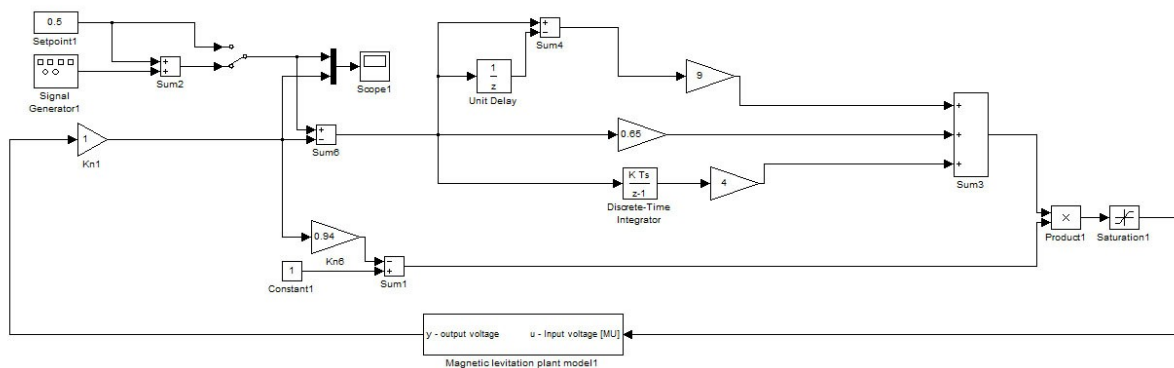 0.5
Setpoint1
Signal
Generator1
+
+
Sum2
Scope1
1
Kn1
+
−
Sum6
+
−
Sum4
1
z
Unit Delay
9
0.65
K Ts
z-1
Discrete-Time
Integrator
4
+
+
+
Sum3
0.94
Kn6
1
Constant1
−
+
Sum1
×
Product1
Saturation1
y - output voltage
u - Input voltage [MU]
Magnetic levitation plant model1